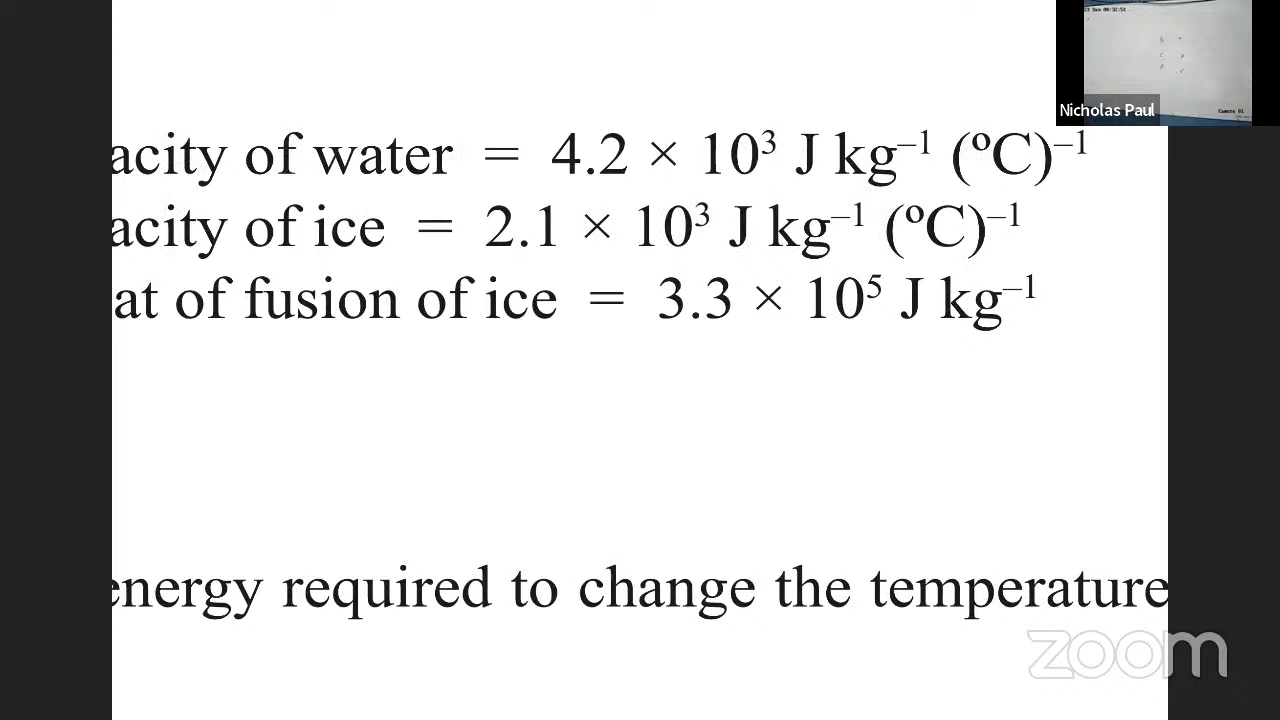 Nicholas Paul
acity of water = 4.2 × 10³ J kg⁻¹ (ºC)⁻¹
acity of ice = 2.1 × 10³ J kg⁻¹ (ºC)⁻¹
at of fusion of ice = 3.3 × 10⁵ J kg⁻¹
energy required to change the temperature
zoom